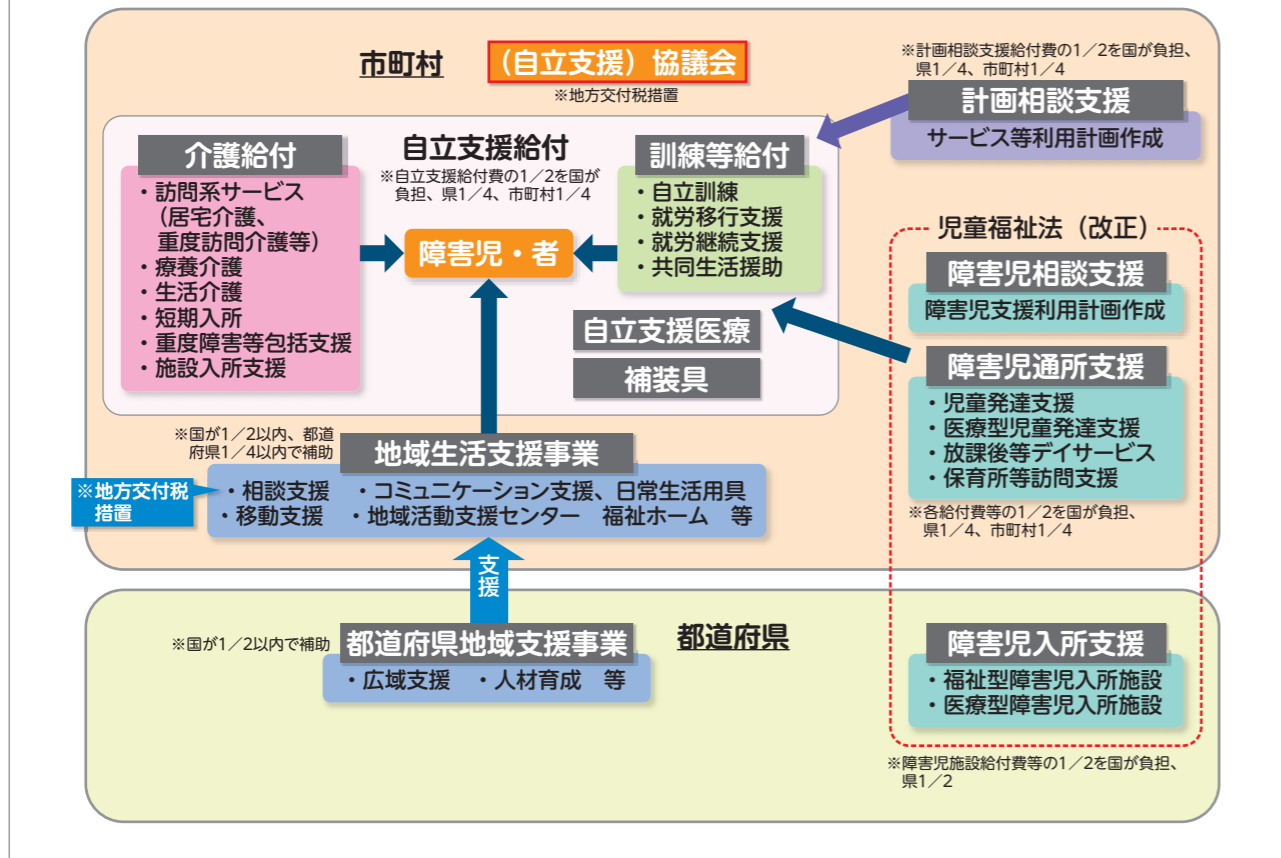 市町村
（自立支援）協議会
※地方交付税措置
※計画相談支援給付費の1／2を国が負担、
県1／4、市町村1／4
計画相談支援
サービス等利用計画作成
自立支援給付
※自立支援給付費の1／2を国が
負担、県1／4、市町村1／4
介護給付
・訪問系サービス
（居宅介護、
重度訪問介護等）
・療養介護
・生活介護
・短期入所
・重度障害等包括支援
・施設入所支援
障害児・者
訓練等給付
・自立訓練
・就労移行支援
・就労継続支援
・共同生活援助
自立支援医療
補装具
児童福祉法（改正）
障害児相談支援
障害児支援利用計画作成
障害児通所支援
・児童発達支援
・医療型児童発達支援
・放課後等デイサービス
・保育所等訪問支援
※各給付費等の1／2を国が負担、
県1／4、市町村1／4
※国が1／2以内、都道
府県1／4以内で補助
地域生活支援事業
※地方交付税
措置
・相談支援　・コミュニケーション支援、日常生活用具
・移動支援　・地域活動支援センター　福祉ホーム　等
支援
※国が1／2以内で補助
都道府県地域支援事業
・広域支援　・人材育成　等
都道府県
障害児入所支援
・福祉型障害児入所施設
・医療型障害児入所施設
※障害児施設給付費等の1／2を国が負担、
県1／2